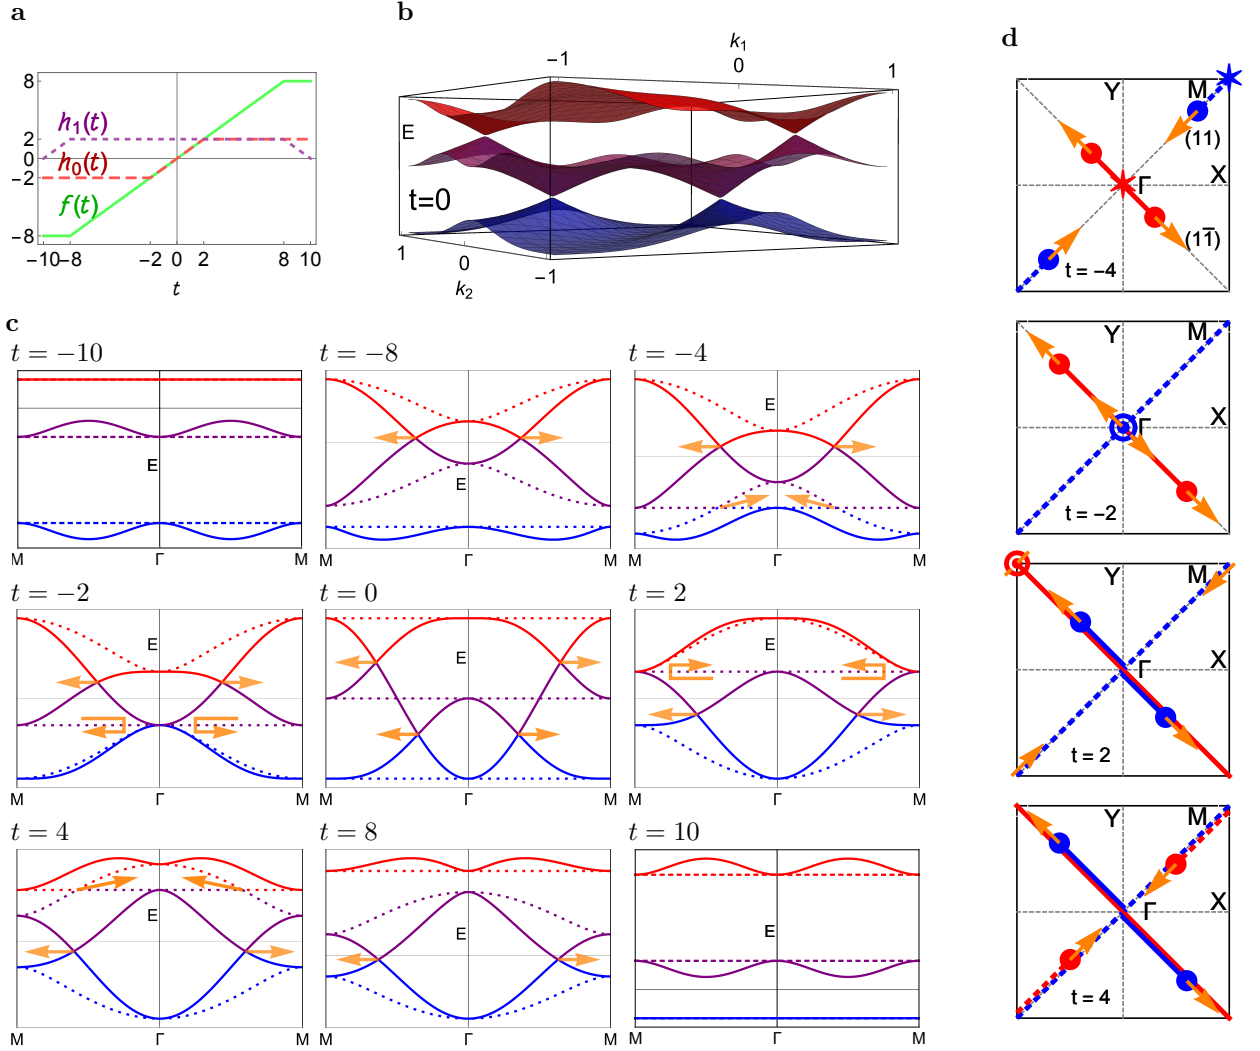 a
8
2
0
−2
−8
h1(t)
h0(t)
f(t)
−10 −8 −2 0 2 8 10
t
b
k1
−1 0 1
E
t=0
1 0 −1
k2
c
t = −10
E
M Γ M
t = −8
E
M Γ M
t = −4
E
M Γ M
t = −2
E
M Γ M
t = 0
E
M Γ M
t = 2
E
M Γ M
t = 4
E
M Γ M
t = 8
E
M Γ M
t = 10
E
M Γ M
d
Y M
(11)
Γ X
(11̅)
t = −4
Y M
Γ X
t = −2
Y M
Γ X
t = 2
Y M
Γ X
t = 4